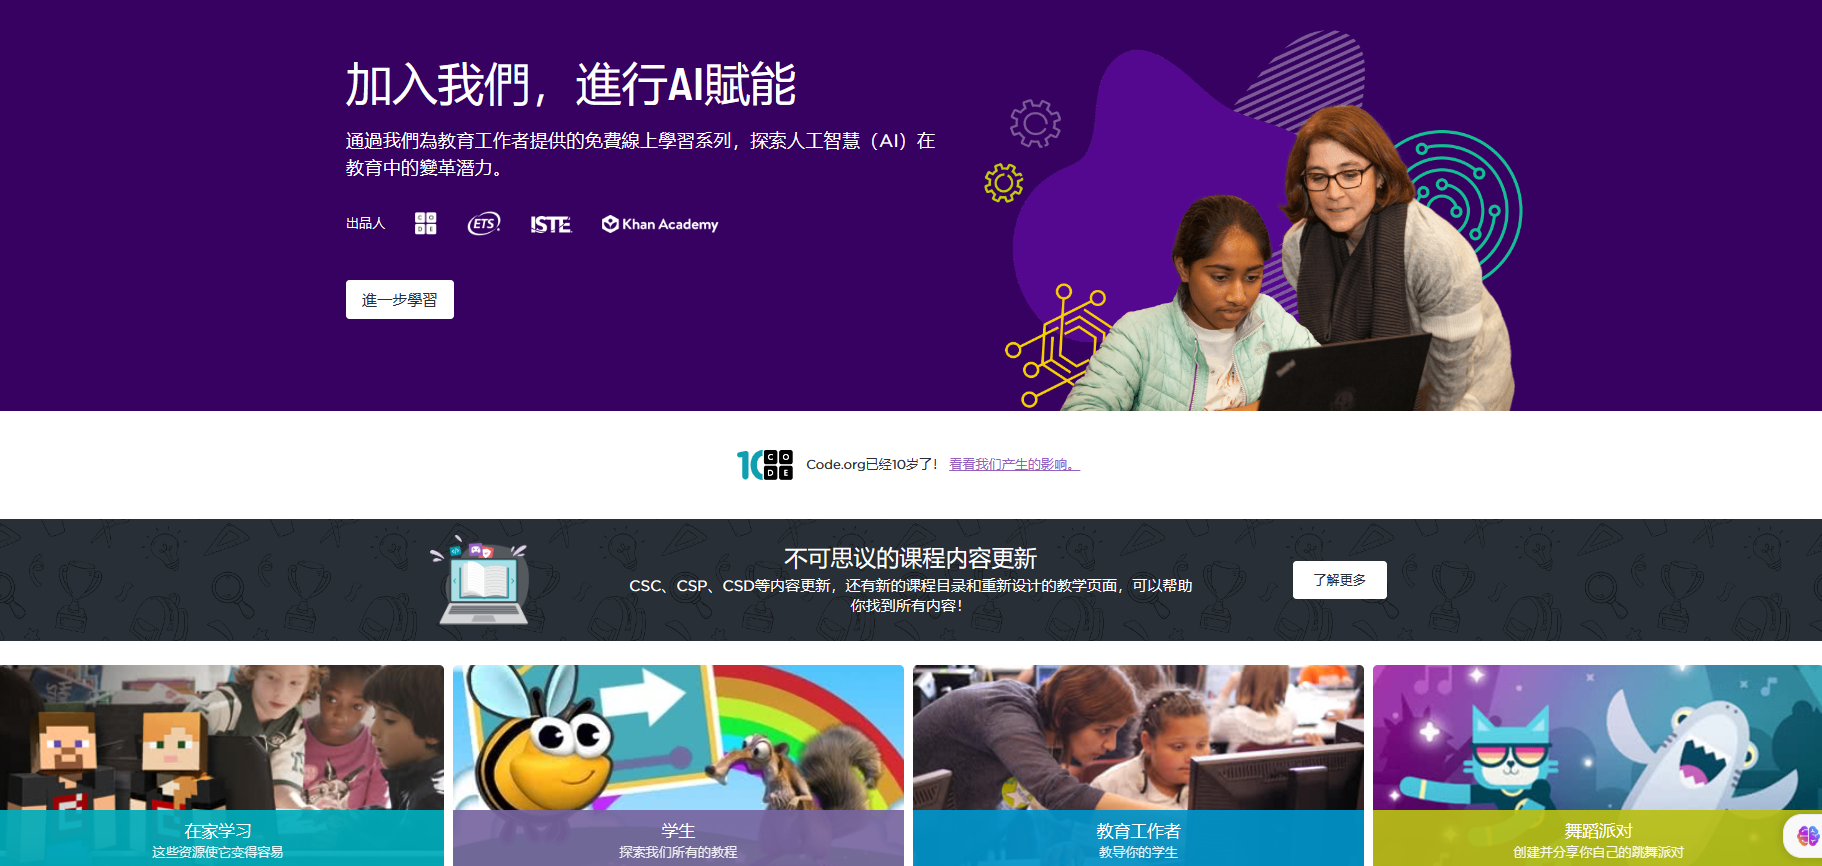 加入我們，進行AI賦能
通過我們為教育工作者提供的免費線上學習系列，探索人工智慧（AI）在
教育中的變革潛力。
出品人 CODE ETS ISTE Khan Academy
進一步學習
10 CODE Code.org已经10岁了！ 看看我们产生的影响。
不可思议的课程内容更新
CSC、CSP、CSD等内容更新，还有新的课程目录和重新设计的教学页面，可以帮助
你找到所有内容！
了解更多
在家学习
这些资源使它变得容易
学生
探索我们所有的教程
教育工作者
教导你的学生
舞蹈派对
创建并分享你自己的跳舞派对